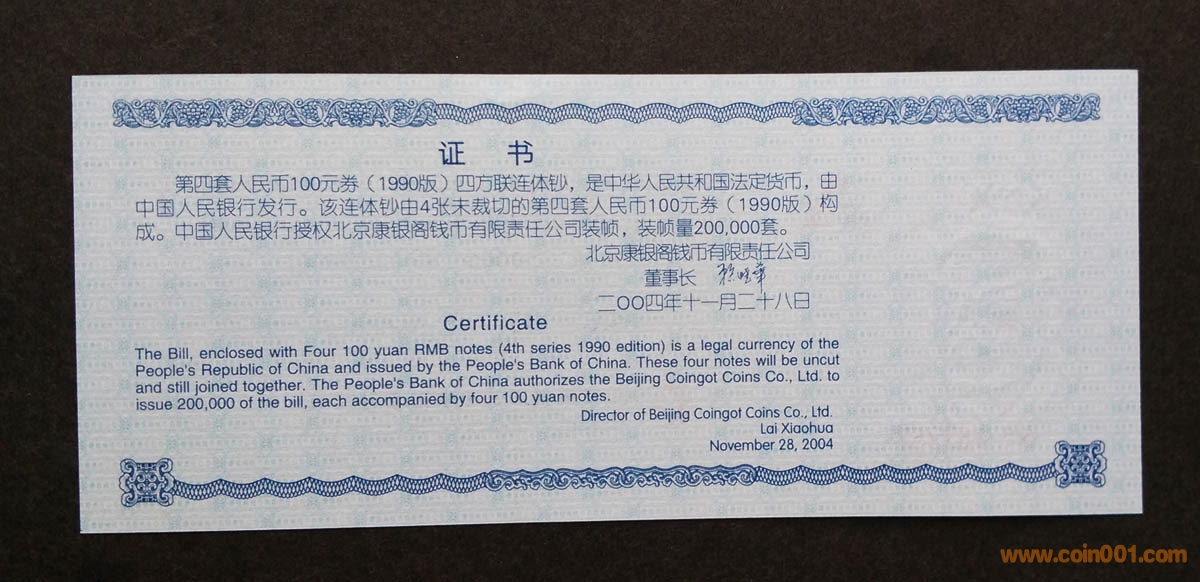 证 书
第四套人民币100元券（1990版）四方联连体钞，是中华人民共和国法定货币，由
中国人民银行发行。该连体钞由4张未裁切的第四套人民币100元券（1990版）构
成。中国人民银行授权北京康银阁钱币有限责任公司装帧，装帧量200,000套。
北京康银阁钱币有限责任公司
董事长
二OO四年十一月二十八日
Certificate
The Bill, enclosed with Four 100 yuan RMB notes (4th series 1990 edition) is a legal currency of the
People's Republic of China and issued by the People's Bank of China. These four notes will be uncut
and still joined together. The People's Bank of China authorizes the Beijing Coingot Coins Co., Ltd. to
issue 200,000 of the bill, each accompanied by four 100 yuan notes.
Director of Beijing Coingot Coins Co., Ltd.
Lai Xiaohua
November 28, 2004
www.coin001.com